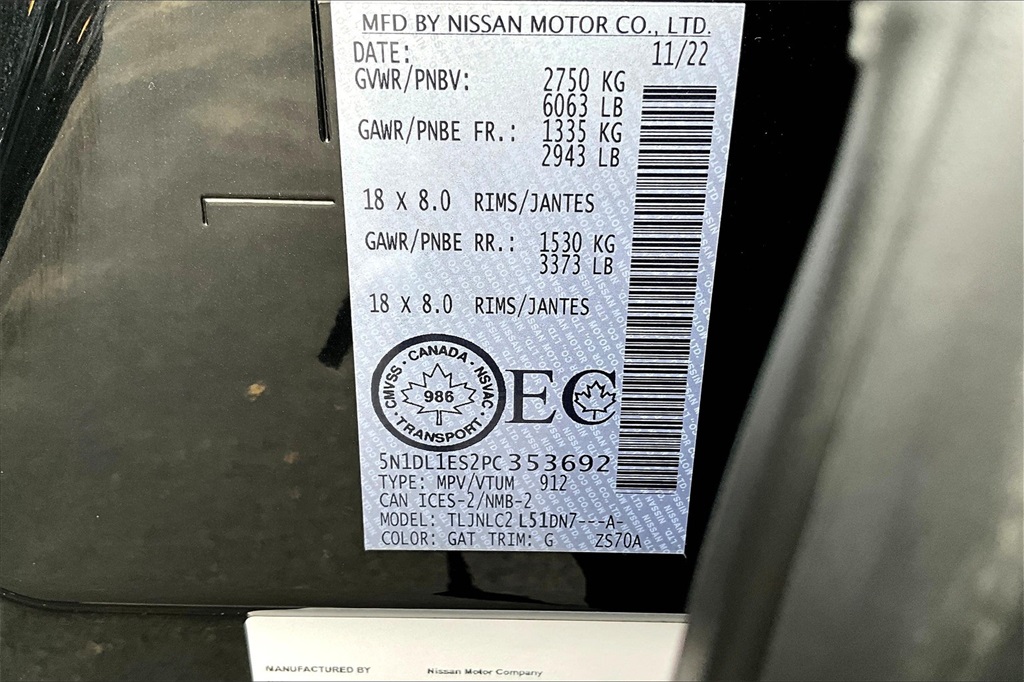 MFD BY NISSAN MOTOR CO., LTD.
DATE: 11/22
GVWR/PNBV: 2750 KG
6063 LB
GAWR/PNBE FR.: 1335 KG
2943 LB
18 X 8.0 RIMS/JANTES
GAWR/PNBE RR.: 1530 KG
3373 LB
18 X 8.0 RIMS/JANTES
CMVSS · CANADA · NSVAC
986
· TRANSPORT ·
EC
5N1DL1ES2PC353692
TYPE: MPV/VTUM 912
CAN ICES-2/NMB-2
MODEL: TLJNLC2 L51DN7---A-
COLOR: GAT TRIM: G ZS70A
MANUFACTURED BY Nissan Motor Company